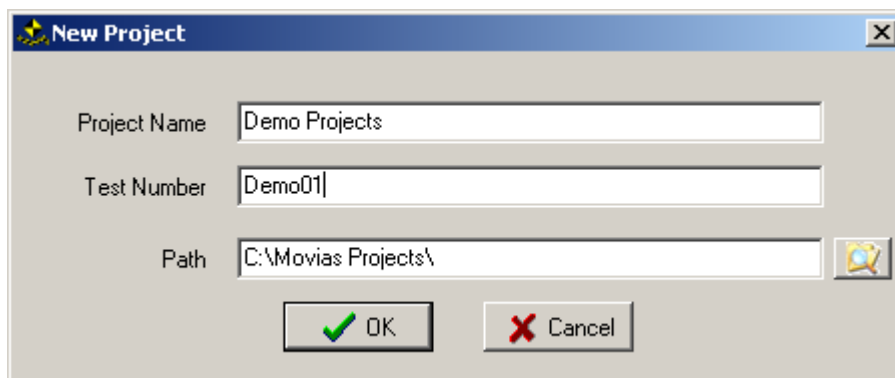 New Project
Project Name Demo Projects
Test Number Demo01
Path C:\Movias Projects\
OK Cancel